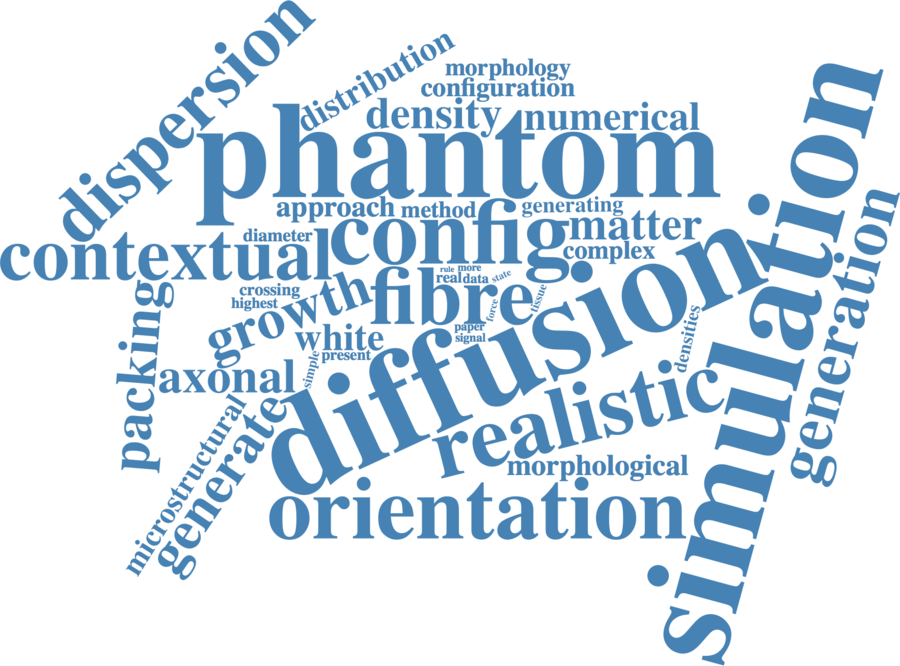 dispersion
distribution
morphology
configuration
density
numerical
phantom
simulation
approach
method
generating
matter
config
contextual
diameter
complex
generation
rule
more
real
data
state
crossing
highest
growth
fibre
force
tissue
diffusion
packing
white
paper
signal
densities
present
simple
axonal
realistic
microstructural
generate
morphological
orientation